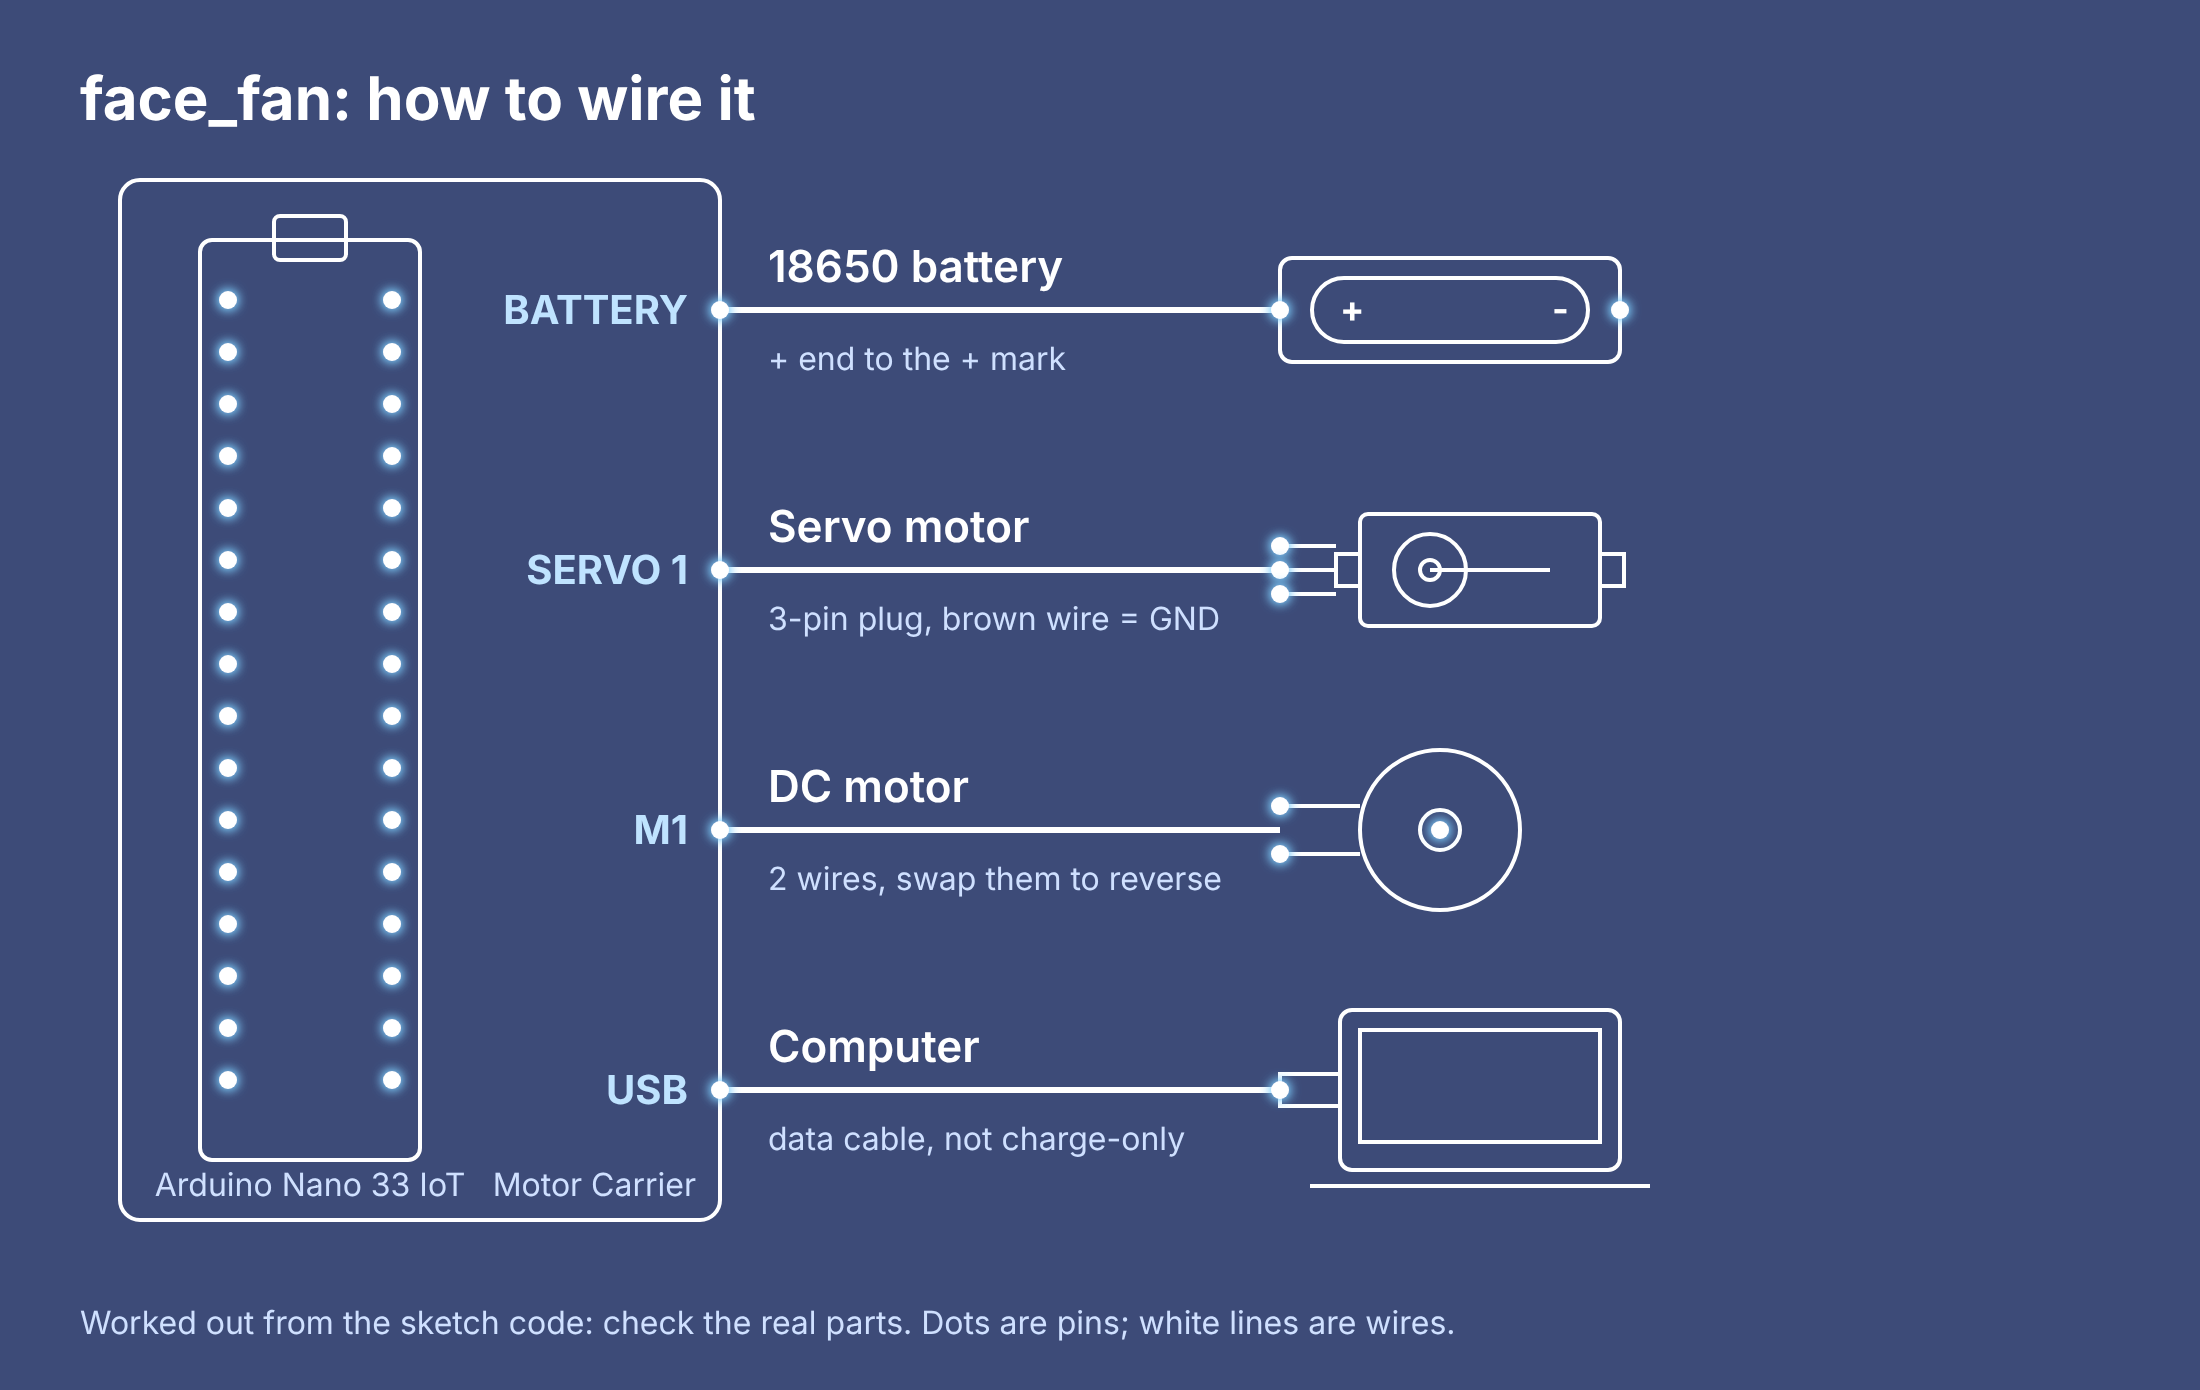 face_fan: how to wire it
18650 battery
BATTERY
+ -
+ end to the + mark
Servo motor
SERVO 1
3-pin plug, brown wire = GND
DC motor
M1
2 wires, swap them to reverse
Computer
USB
data cable, not charge-only
Arduino Nano 33 IoT Motor Carrier
Worked out from the sketch code: check the real parts. Dots are pins; white lines are wires.